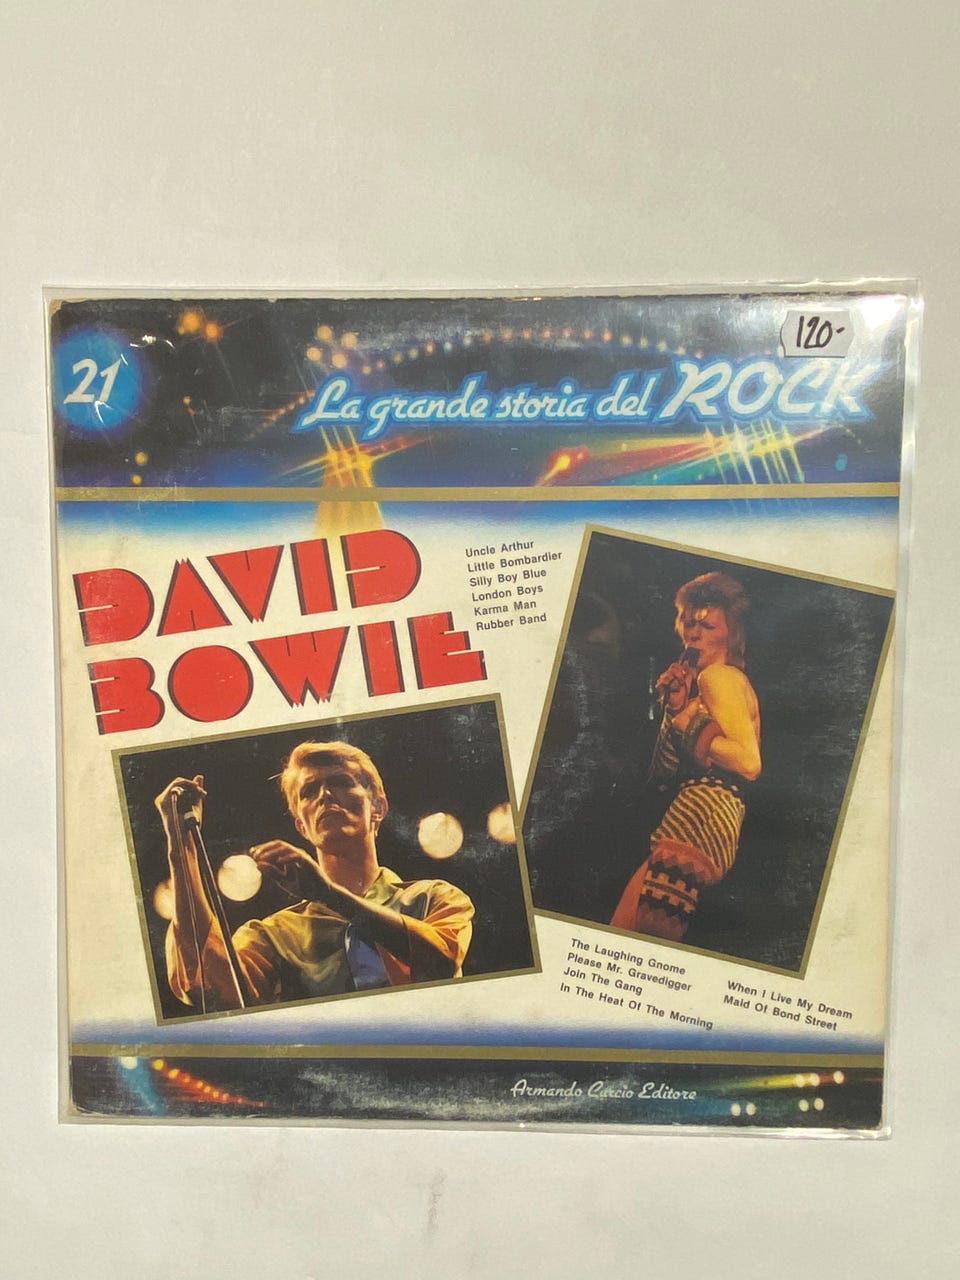 120-
21
La grande storia del ROCK
DAVID
BOWIE
Uncle Arthur
Little Bombardier
Silly Boy Blue
London Boys
Karma Man
Rubber Band
The Laughing Gnome
Please Mr. Gravedigger
Join The Gang
In The Heat Of The Morning
When I Live My Dream
Maid Of Bond Street
Armando Curcio Editore